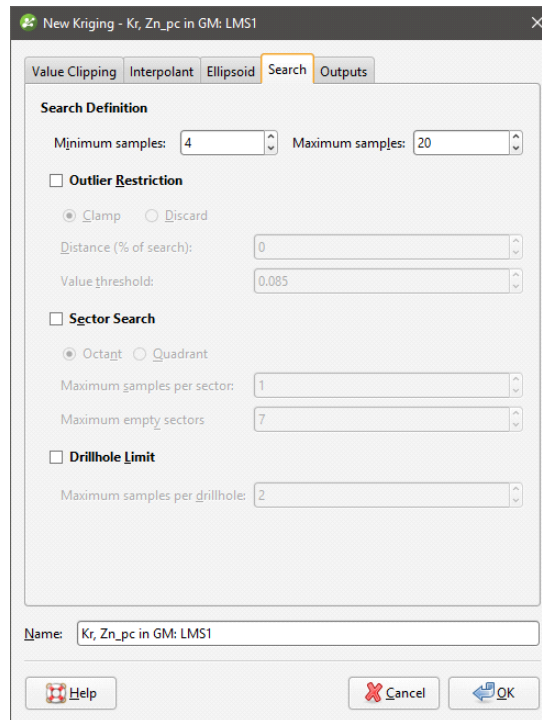 New Kriging - Kr, Zn_pc in GM: LMS1
Value Clipping Interpolant Ellipsoid Search Outputs
Search Definition
Minimum samples: 4 Maximum samples: 20
Outlier Restriction
Clamp Discard
Distance (% of search): 0
Value threshold: 0.085
Sector Search
Octant Quadrant
Maximum samples per sector: 1
Maximum empty sectors 7
Drillhole Limit
Maximum samples per drillhole: 2
Name: Kr, Zn_pc in GM: LMS1
Help Cancel OK